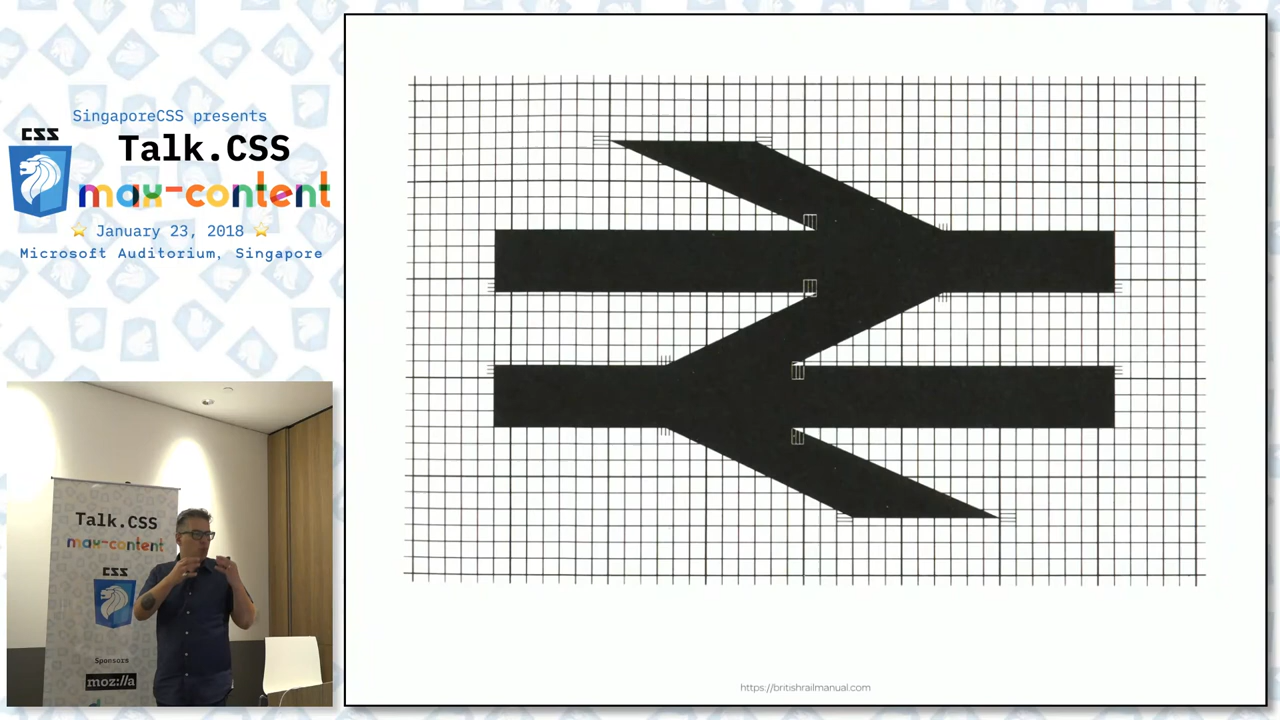 SingaporeCSS presents
CSS
Talk.CSS
max-content
⭐ January 23, 2018 ⭐
Microsoft Auditorium, Singapore
Talk.CSS
max-content
CSS
Sponsors
moz://a
https://britishrailmanual.com